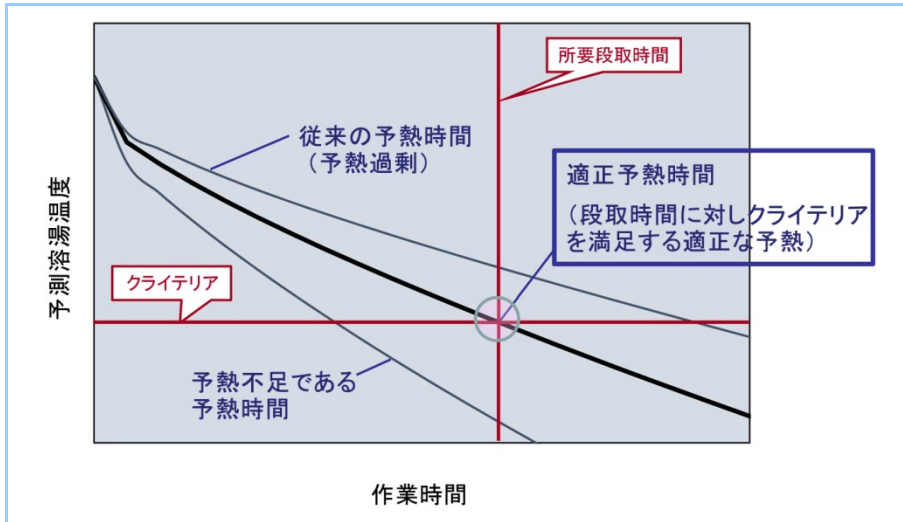 所要段取時間
従来の予熱時間
（予熱過剰）
適正予熱時間
（段取時間に対しクライテリア
を満足する適正な予熱）
予測溶湯温度
クライテリア
予熱不足である
予熱時間
作業時間